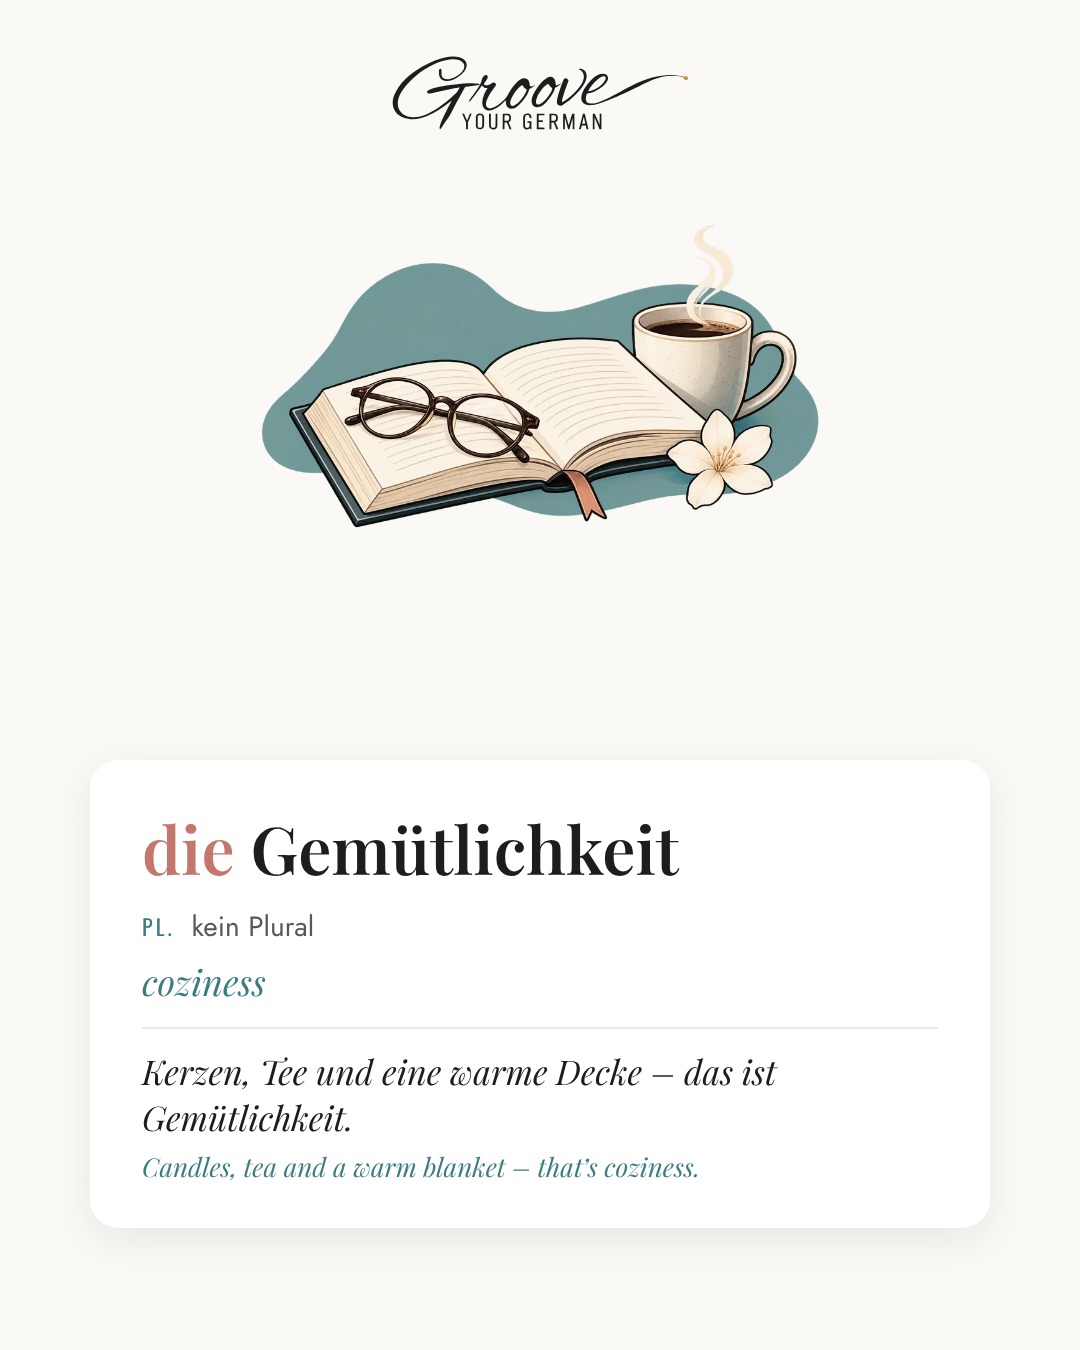 Groove
YOUR GERMAN
die Gemütlichkeit
PL. kein Plural
coziness
Kerzen, Tee und eine warme Decke – das ist
Gemütlichkeit.
Candles, tea and a warm blanket – that’s coziness.